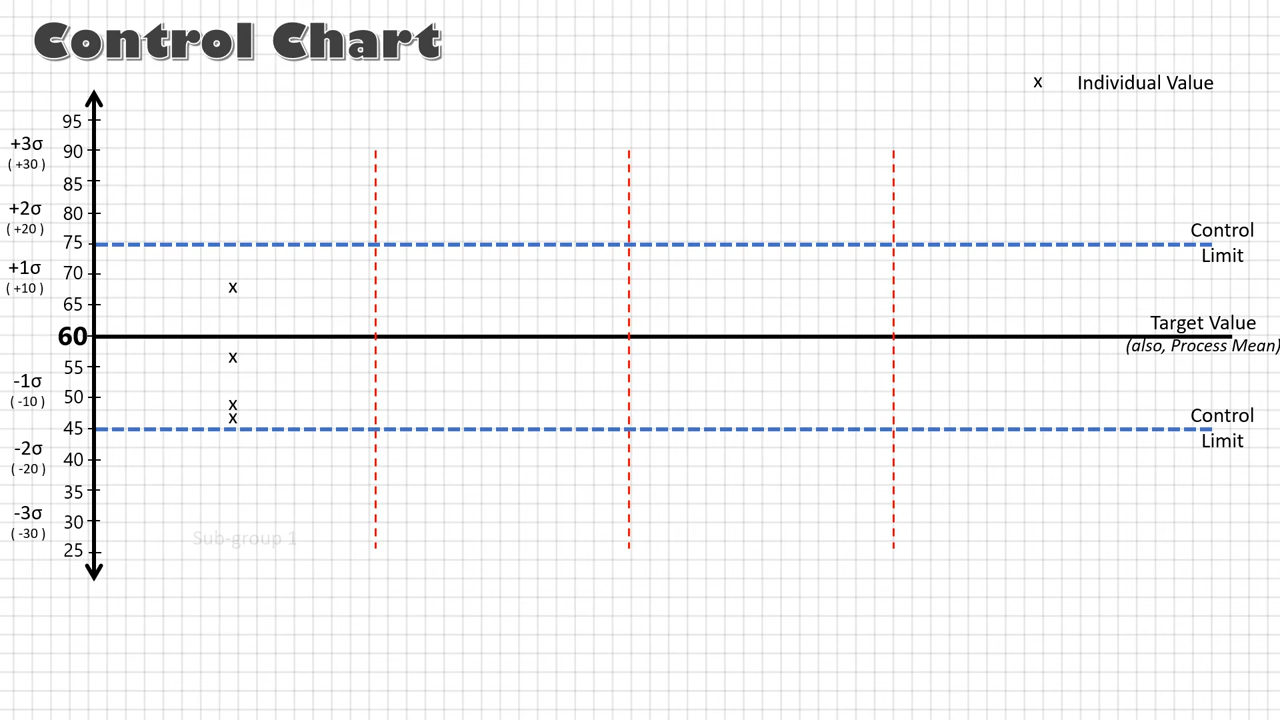 Control Chart
x Individual Value
95
+3σ
( +30 )
90
85
+2σ
( +20 )
80
Control
Limit
75
+1σ
( +10 )
70
x
65
Target Value
(also, Process Mean)
60
x
55
-1σ
( -10 )
50
x
x
Control
Limit
45
-2σ
( -20 )
40
35
-3σ
( -30 )
30
Sub-group 1
25